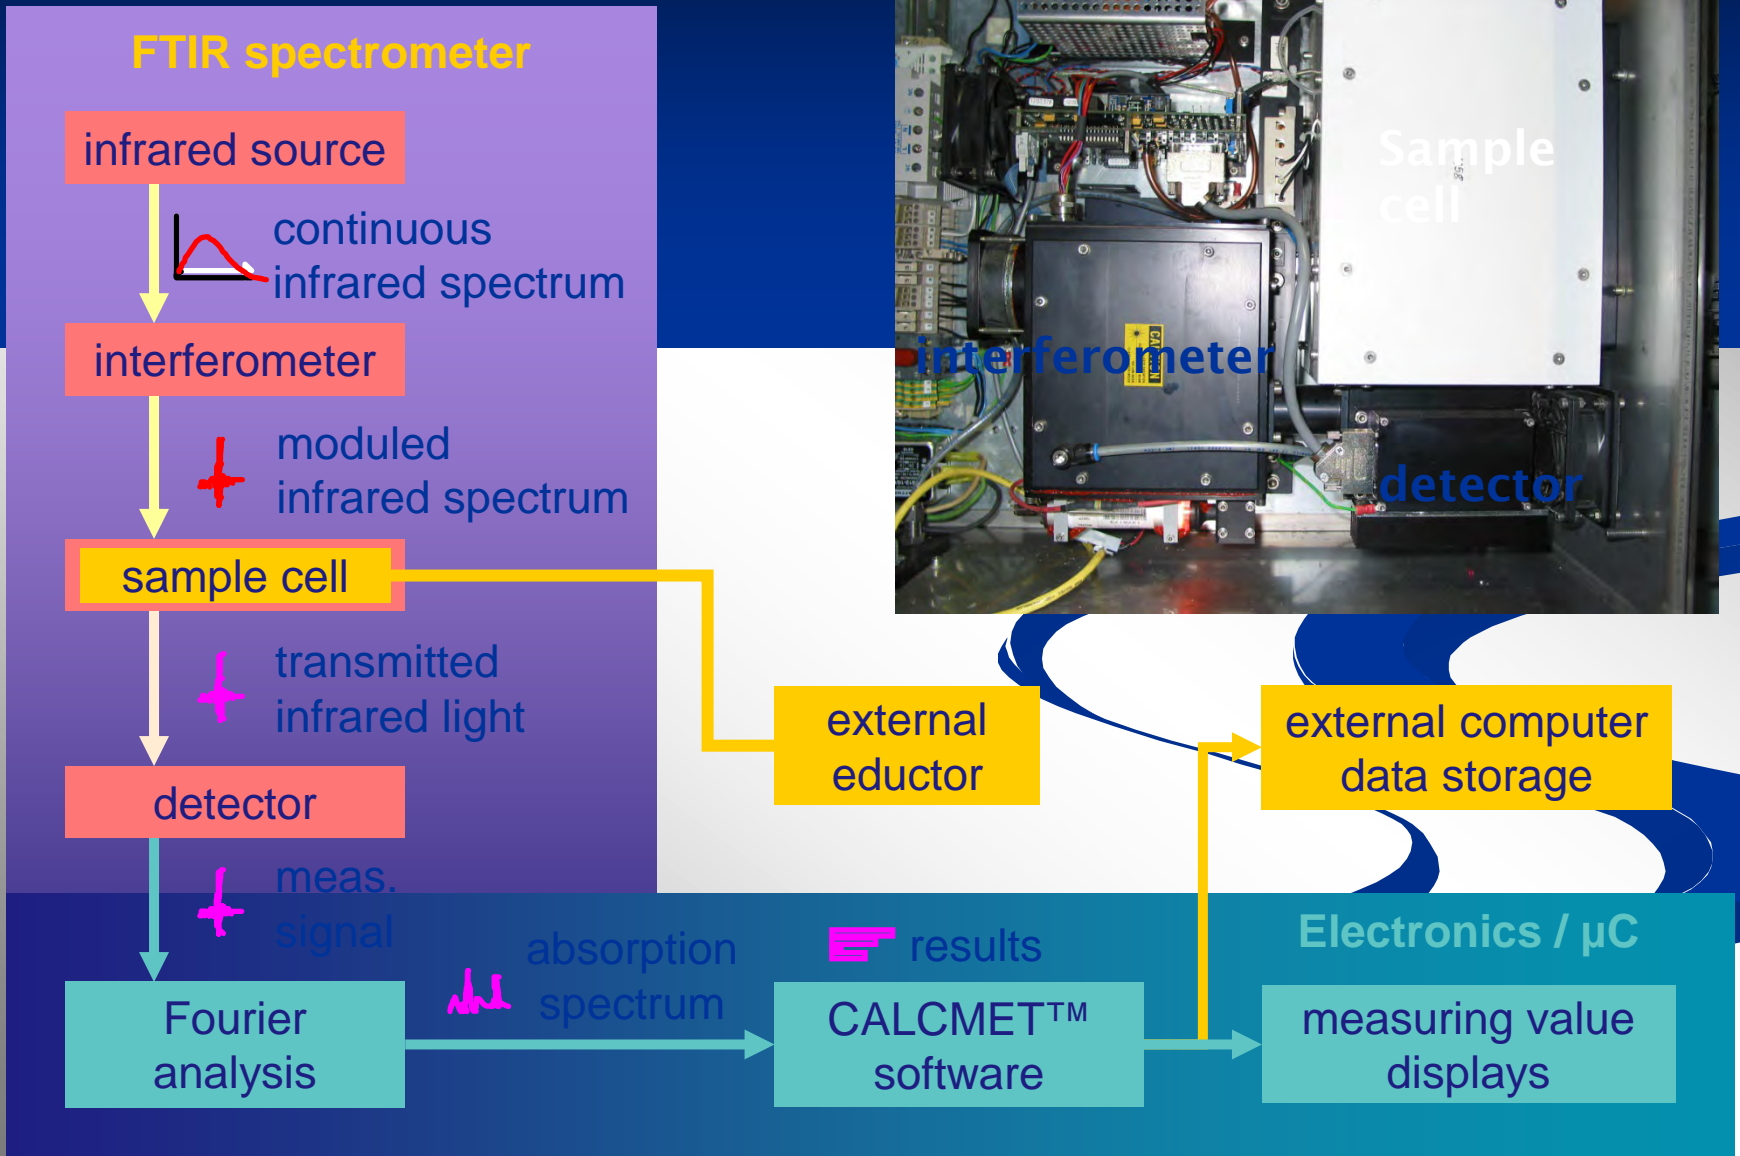 FTIR spectrometer
infrared source
continuous
infrared spectrum
interferometer
moduled
infrared spectrum
sample cell
transmitted
infrared light
detector
meas.
signal
Fourier
analysis
absorption
spectrum
results
CALCMET™
software
external
eductor
external computer
data storage
Electronics / µC
measuring value
displays
Sample
cell
interferometer
detector
CAUTION